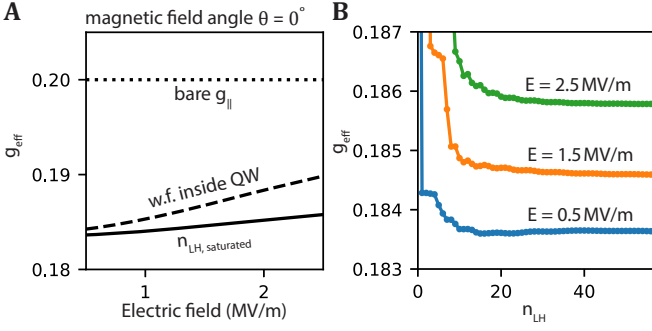 A
magnetic field angle θ = 0°
0.20
0.19
0.18
g_eff
bare g_||
w.f. inside QW
n_LH, saturated
1
2
Electric field (MV/m)
B
0.187
0.186
0.185
0.184
0.183
g_eff
E = 2.5 MV/m
E = 1.5 MV/m
E = 0.5 MV/m
0
20
40
n_LH